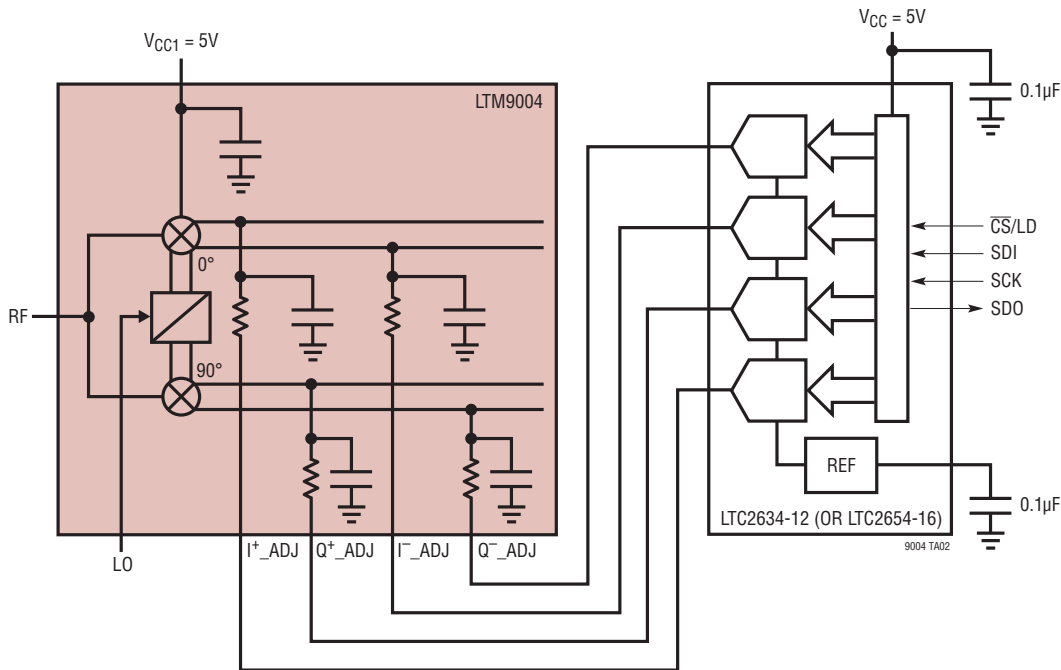 VCC1 = 5V
VCC = 5V
LTM9004
0.1µF
0°
CS/LD
SDI
SCK
SDO
RF
90°
REF
LTC2634-12 (OR LTC2654-16)
0.1µF
9004 TA02
LO
I+_ADJ Q+_ADJ I–_ADJ Q–_ADJ